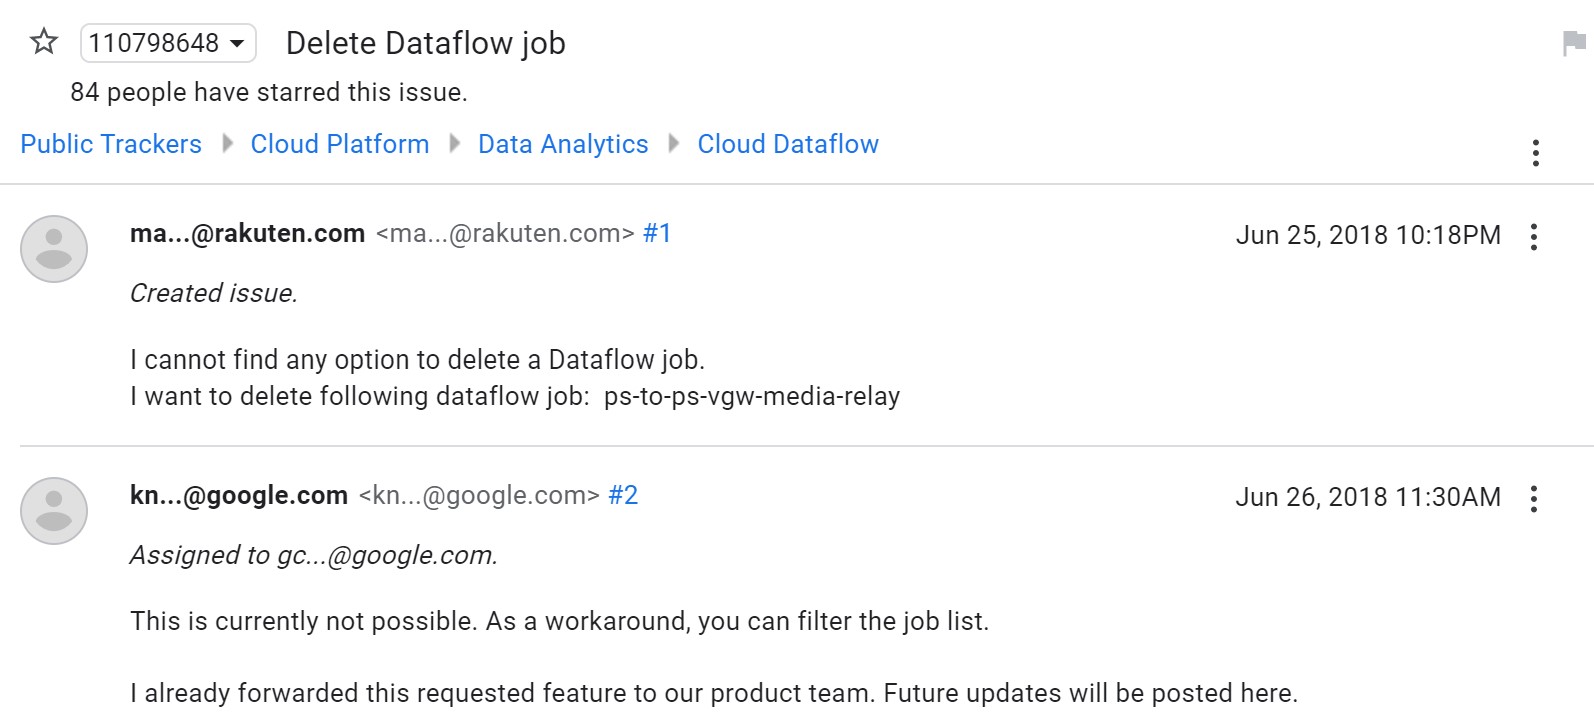 110798648 Delete Dataflow job
84 people have starred this issue.
Public Trackers Cloud Platform Data Analytics Cloud Dataflow
ma...@rakuten.com <ma...@rakuten.com> #1 Jun 25, 2018 10:18PM
Created issue.
I cannot find any option to delete a Dataflow job.
I want to delete following dataflow job:  ps-to-ps-vgw-media-relay
kn...@google.com <kn...@google.com> #2 Jun 26, 2018 11:30AM
Assigned to gc...@google.com.
This is currently not possible. As a workaround, you can filter the job list.
I already forwarded this requested feature to our product team. Future updates will be posted here.